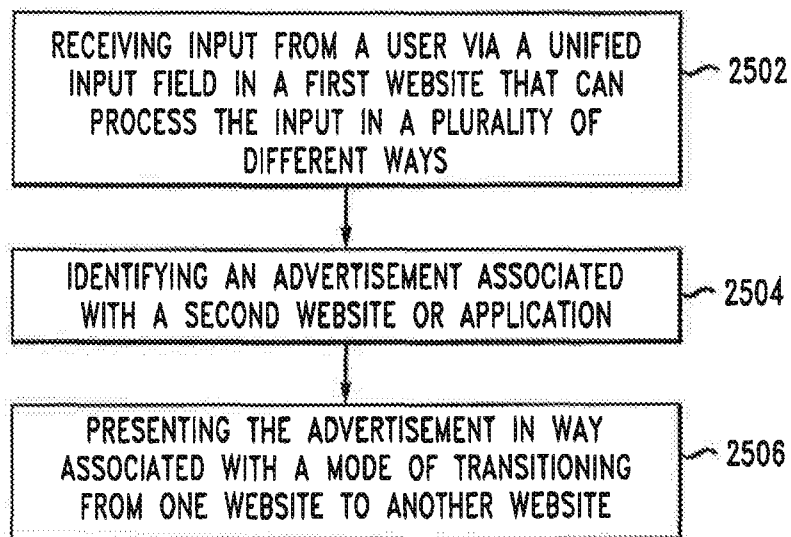 RECEIVING INPUT FROM A USER VIA A UNIFIED
INPUT FIELD IN A FIRST WEBSITE THAT CAN
PROCESS THE INPUT IN A PLURALITY OF
DIFFERENT WAYS
2502
IDENTIFYING AN ADVERTISEMENT ASSOCIATED
WITH A SECOND WEBSITE OR APPLICATION
2504
PRESENTING THE ADVERTISEMENT IN WAY
ASSOCIATED WITH A MODE OF TRANSITIONING
FROM ONE WEBSITE TO ANOTHER WEBSITE
2506